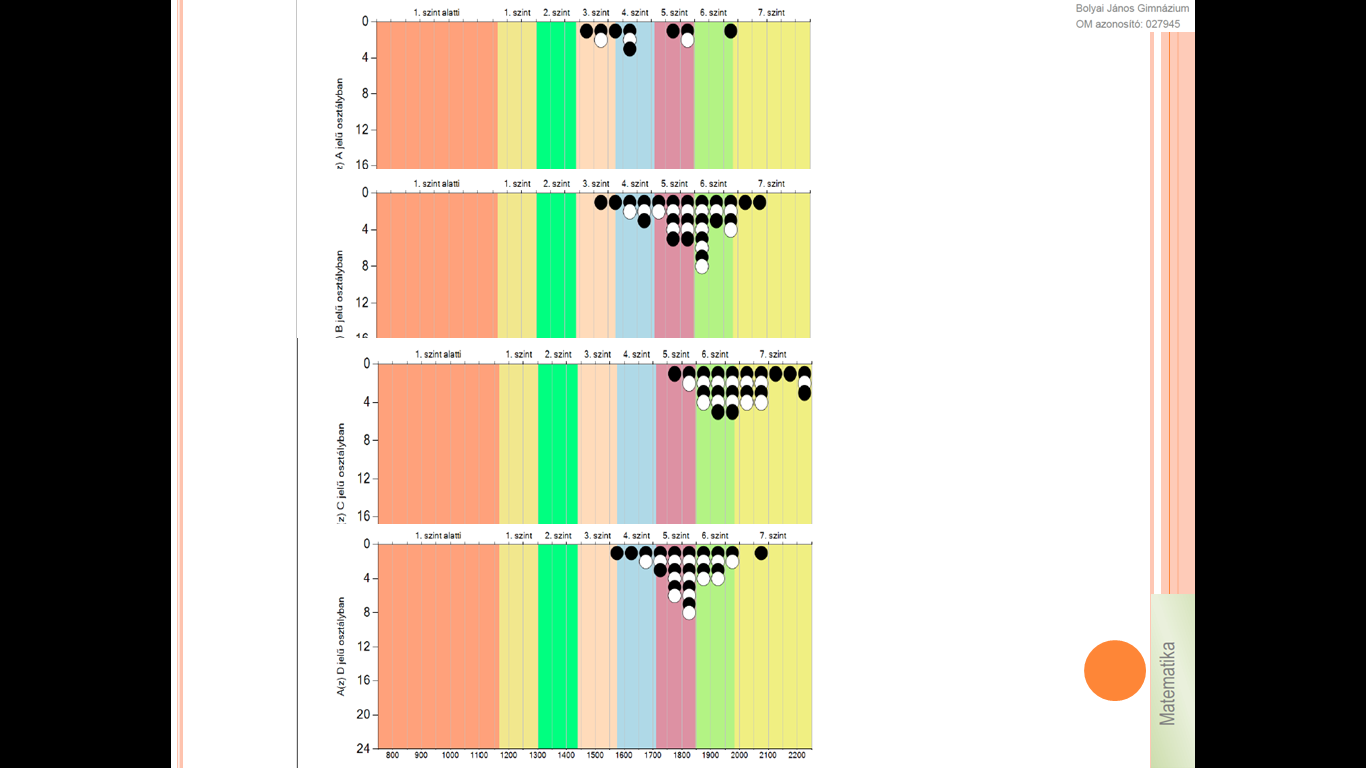 Bolyai János Gimnázium
OM azonosító: 027945
1. szint alatti 1. szint 2. szint 3. szint 4. szint 5. szint 6. szint 7. szint
0
4
8
12
16
z) A jelű osztályban
1. szint alatti 1. szint 2. szint 3. szint 4. szint 5. szint 6. szint 7. szint
0
4
8
12
16
) B jelű osztályban
1. szint alatti 1. szint 2. szint 3. szint 4. szint 5. szint 6. szint 7. szint
0
4
8
12
16
(z) C jelű osztályban
1. szint alatti 1. szint 2. szint 3. szint 4. szint 5. szint 6. szint 7. szint
0
4
8
12
16
20
24
A(z) D jelű osztályban
800 900 1000 1100 1200 1300 1400 1500 1600 1700 1800 1900 2000 2100 2200
Matematika